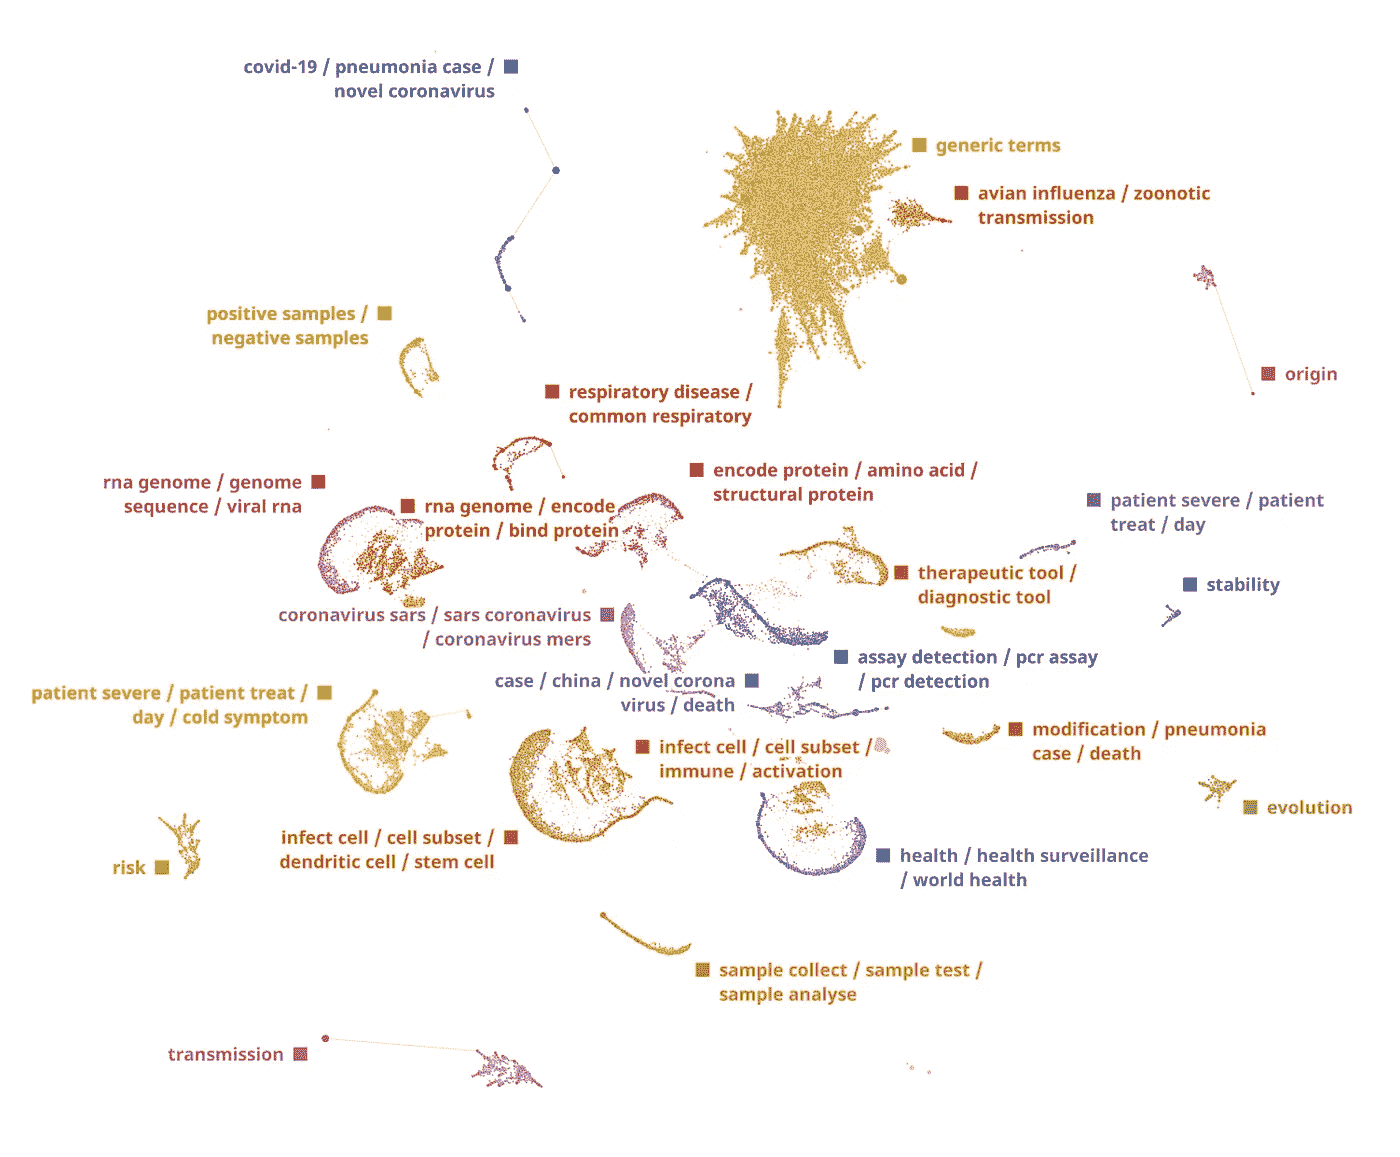 covid-19 / pneumonia case /
novel coronavirus
generic terms
avian influenza / zoonotic
transmission
positive samples /
negative samples
origin
respiratory disease /
common respiratory
rna genome / genome
sequence / viral rna
rna genome / encode
protein / bind protein
encode protein / amino acid /
structural protein
patient severe / patient
treat / day
therapeutic tool /
diagnostic tool
stability
coronavirus sars / sars coronavirus
/ coronavirus mers
assay detection / pcr assay
/ pcr detection
case / china / novel corona
virus / death
patient severe / patient treat /
day / cold symptom
infect cell / cell subset /
immune / activation
modification / pneumonia
case / death
evolution
infect cell / cell subset /
dendritic cell / stem cell
risk
health / health surveillance
/ world health
sample collect / sample test /
sample analyse
transmission